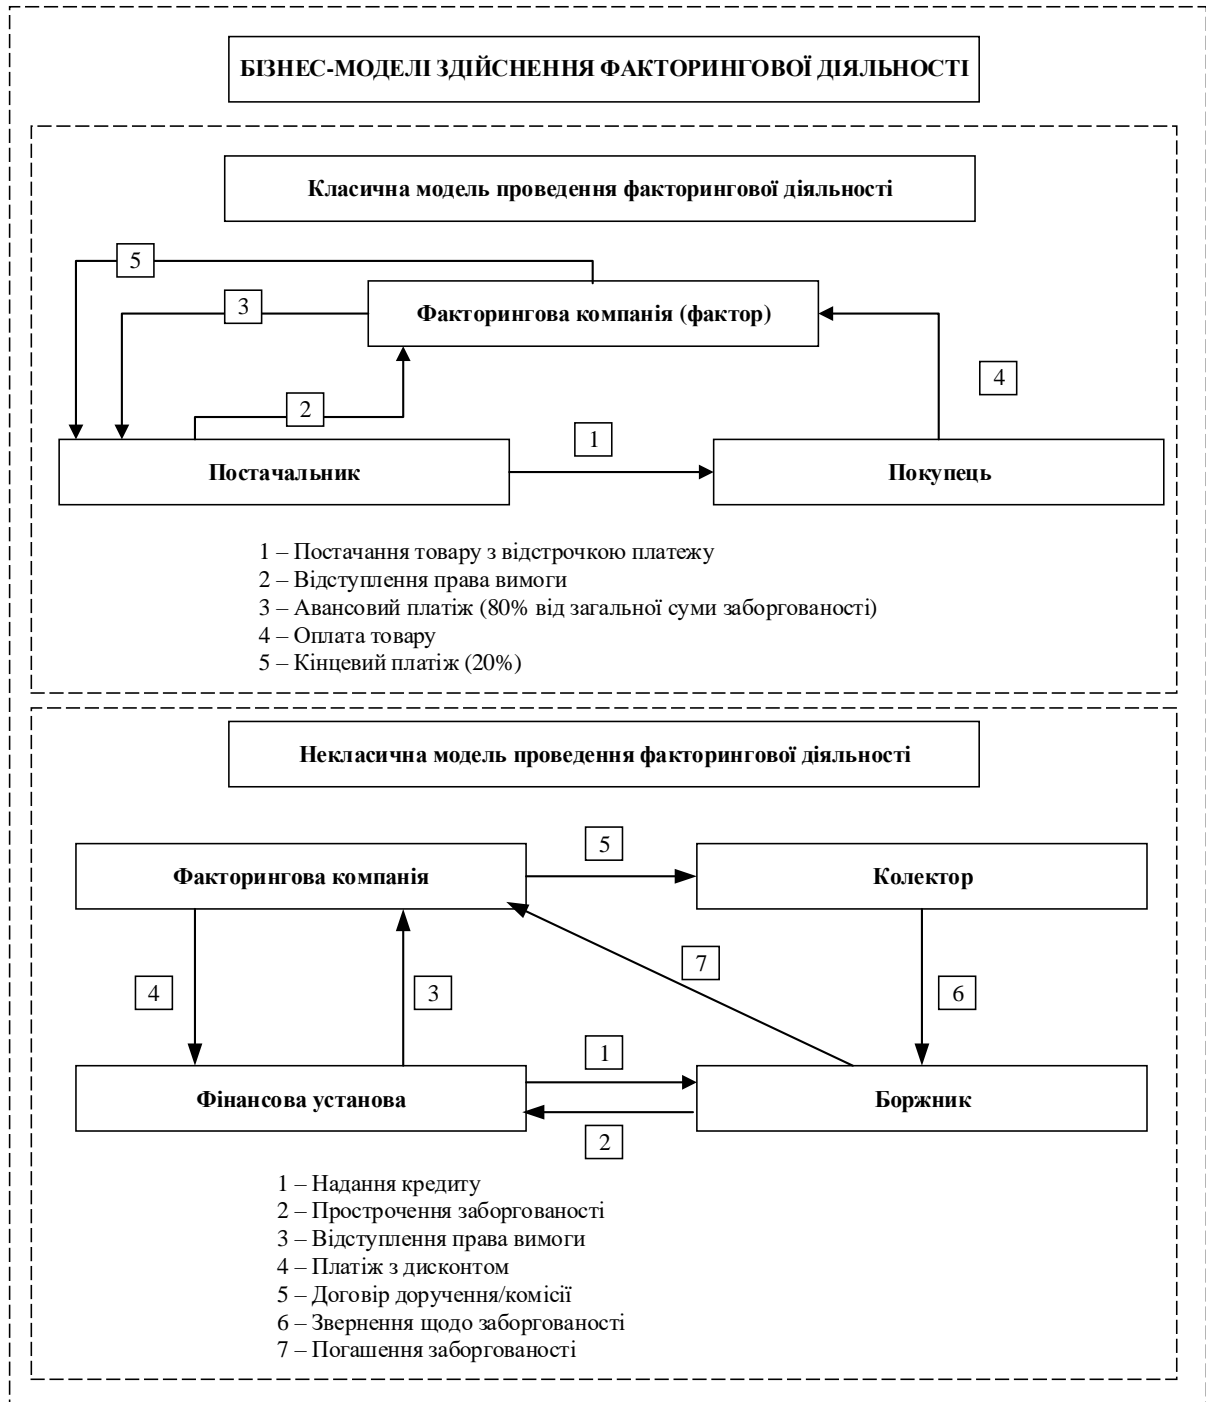 БІЗНЕС-МОДЕЛІ ЗДІЙСНЕННЯ ФАКТОРИНГОВОЇ ДІЯЛЬНОСТІ
Класична модель проведення факторингової діяльності
5
3
Факторингова компанія (фактор)
4
2
1
Постачальник
Покупець
1 – Постачання товару з відстрочкою платежу
2 – Відступлення права вимоги
3 – Авансовий платіж (80% від загальної суми заборгованості)
4 – Оплата товару
5 – Кінцевий платіж (20%)
Некласична модель проведення факторингової діяльності
5
Факторингова компанія
Колектор
7
4
3
6
1
Фінансова установа
Боржник
2
1 – Надання кредиту
2 – Прострочення заборгованості
3 – Відступлення права вимоги
4 – Платіж з дисконтом
5 – Договір доручення/комісії
6 – Звернення щодо заборгованості
7 – Погашення заборгованості